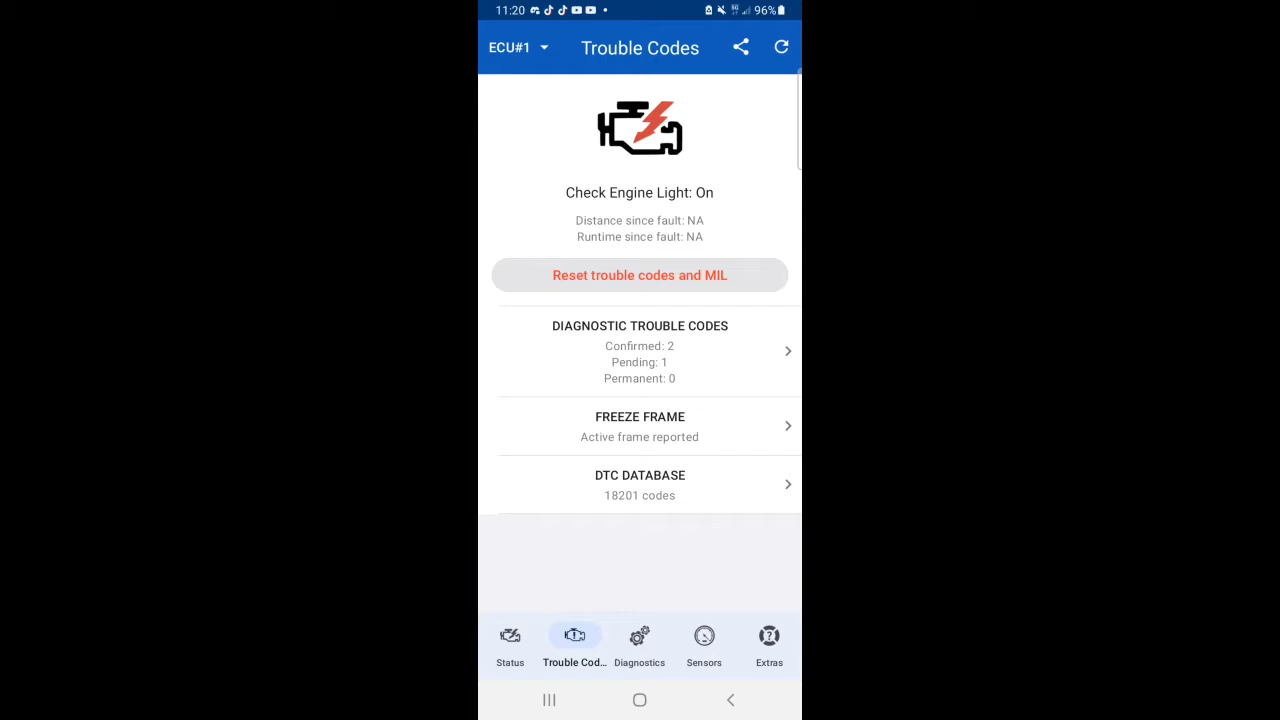 11:20 96%
ECU#1 Trouble Codes
Check Engine Light: On
Distance since fault: NA
Runtime since fault: NA
Reset trouble codes and MIL
DIAGNOSTIC TROUBLE CODES
Confirmed: 2
Pending: 1
Permanent: 0
FREEZE FRAME
Active frame reported
DTC DATABASE
18201 codes
Status Trouble Cod... Diagnostics Sensors Extras